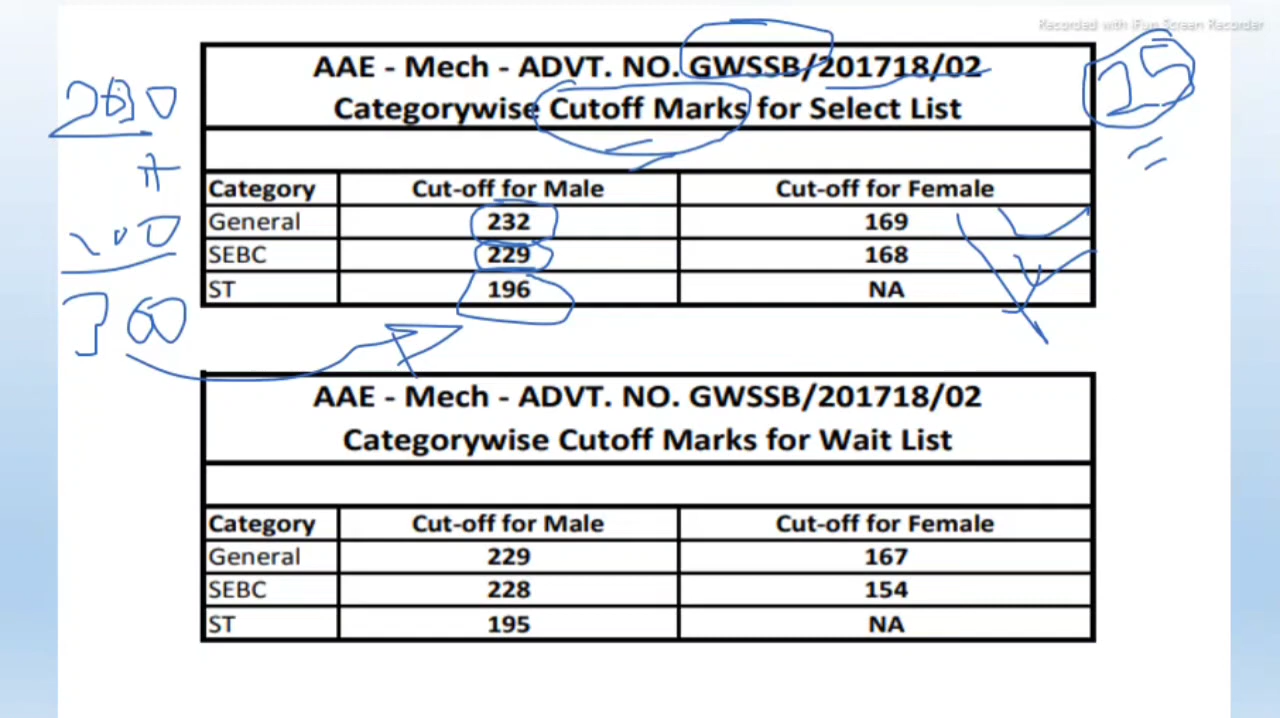 Recorded with iFun Screen Recorder
AAE - Mech - ADVT. NO. GWSSB/201718/02
Categorywise Cutoff Marks for Select List
25
+
100
360
Category Cut-off for Male Cut-off for Female
General 232 169
SEBC 229 168
ST 196 NA
AAE - Mech - ADVT. NO. GWSSB/201718/02
Categorywise Cutoff Marks for Wait List
Category Cut-off for Male Cut-off for Female
General 229 167
SEBC 228 154
ST 195 NA